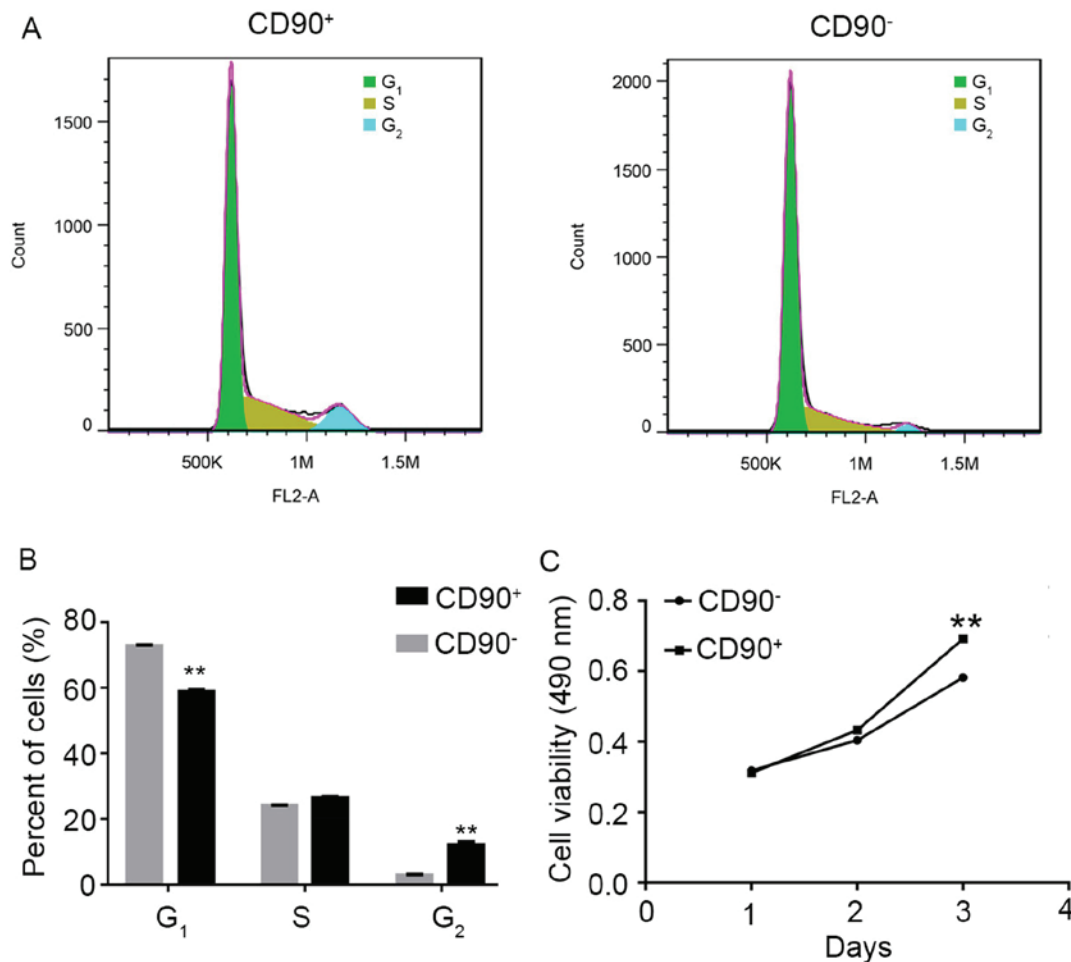 A
CD90⁺
G₁
S
G₂
1500
1000
500
0
Count
500K 1M 1.5M
FL2-A
CD90⁻
G₁
S
G₂
2000
1500
1000
500
0
Count
500K 1M 1.5M
FL2-A
B
CD90⁺
CD90⁻
80
60
40
20
0
Percent of cells (%)
**
**
G₁ S G₂
C
CD90⁻
CD90⁺
**
0.8
0.6
0.4
0.2
0.0
Cell viability (490 nm)
0 1 2 3 4
Days